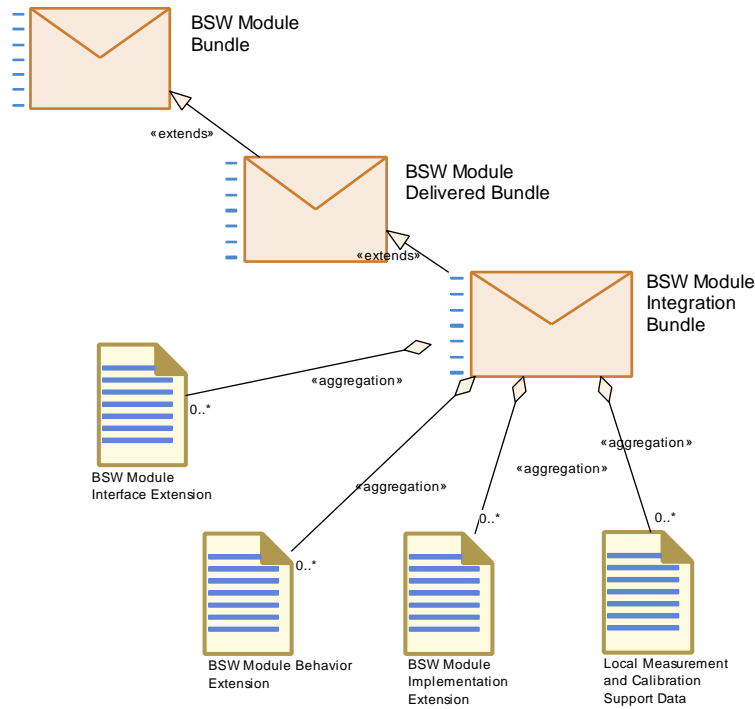 BSW Module
Bundle
«extends»
BSW Module
Delivered Bundle
«extends»
BSW Module
Integration
Bundle
«aggregation»
0..*
BSW Module
Interface Extension
«aggregation»
0..*
BSW Module Behavior
Extension
«aggregation»
0..*
BSW Module
Implementation
Extension
«aggregation»
0..*
Local Measurement
and Calibration
Support Data